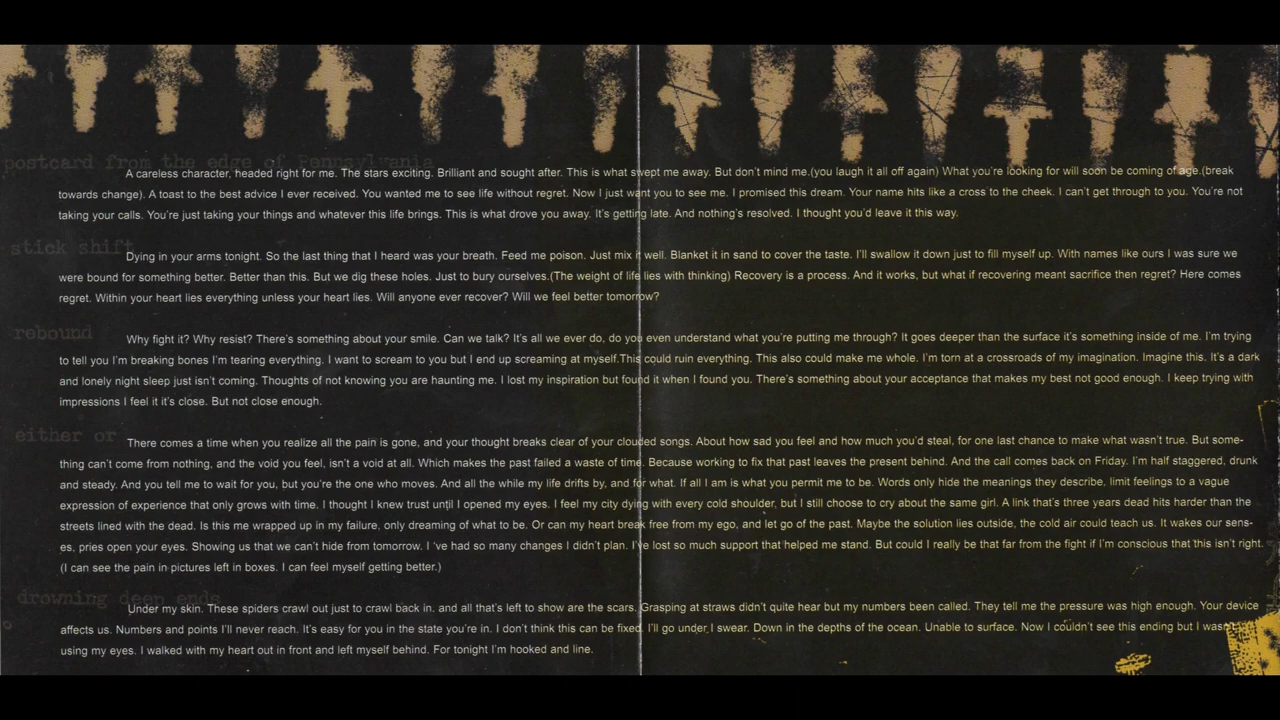 postcard from the edge of Pennsylvania
A careless character, headed right for me. The stars exciting. Brilliant and sought after. This is what swept me away. But don't mind me.(you laugh it all off again) What you're looking for will soon be coming of age.(break
towards change). A toast to the best advice I ever received. You wanted me to see life without regret. Now I just want you to see me. I promised this dream. Your name hits like a cross to the cheek. I can't get through to you. You're not
taking your calls. You're just taking your things and whatever this life brings. This is what drove you away. It's getting late. And nothing's resolved. I thought you'd leave it this way.
stick shift
Dying in your arms tonight. So the last thing that I heard was your breath. Feed me poison. Just mix it well. Blanket it in sand to cover the taste. I'll swallow it down just to fill myself up. With names like ours I was sure we
were bound for something better. Better than this. But we dig these holes. Just to bury ourselves.(The weight of life lies with thinking) Recovery is a process. And it works, but what if recovering meant sacrifice then regret? Here comes
regret. Within your heart lies everything unless your heart lies. Will anyone ever recover? Will we feel better tomorrow?
rebound
Why fight it? Why resist? There's something about your smile. Can we talk? It's all we ever do, do you even understand what you're putting me through? It goes deeper than the surface it's something inside of me. I'm trying
to tell you I'm breaking bones I'm tearing everything. I want to scream to you but I end up screaming at myself.This could ruin everything. This also could make me whole. I'm torn at a crossroads of my imagination. Imagine this. It's a dark
and lonely night sleep just isn't coming. Thoughts of not knowing you are haunting me. I lost my inspiration but found it when I found you. There's something about your acceptance that makes my best not good enough. I keep trying with
impressions I feel it it's close. But not close enough.
either or
There comes a time when you realize all the pain is gone, and your thought breaks clear of your clouded songs. About how sad you feel and how much you'd steal, for one last chance to make what wasn't true. But some-
thing can't come from nothing, and the void you feel, isn't a void at all. Which makes the past failed a waste of time. Because working to fix that past leaves the present behind. And the call comes back on Friday. I'm half staggered, drunk
and steady. And you tell me to wait for you, but you're the one who moves. And all the while my life drifts by, and for what. If all I am is what you permit me to be. Words only hide the meanings they describe, limit feelings to a vague
expression of experience that only grows with time. I thought I knew trust until I opened my eyes. I feel my city dying with every cold shoulder, but I still choose to cry about the same girl. A link that's three years dead hits harder than the
streets lined with the dead. Is this me wrapped up in my failure, only dreaming of what to be. Or can my heart break free from my ego, and let go of the past. Maybe the solution lies outside, the cold air could teach us. It wakes our sens-
es, pries open your eyes. Showing us that we can't hide from tomorrow. I 've had so many changes I didn't plan. I've lost so much support that helped me stand. But could I really be that far from the fight if I'm conscious that this isn't right.
(I can see the pain in pictures left in boxes. I can feel myself getting better.)
drowning deep ends
Under my skin. These spiders crawl out just to crawl back in. and all that's left to show are the scars. Grasping at straws didn't quite hear but my numbers been called. They tell me the pressure was high enough. Your device
affects us. Numbers and points I'll never reach. It's easy for you in the state you're in. I don't think this can be fixed. I'll go under I swear. Down in the depths of the ocean. Unable to surface. Now I couldn't see this ending but I wasn't
using my eyes. I walked with my heart out in front and left myself behind. For tonight I'm hooked and line.